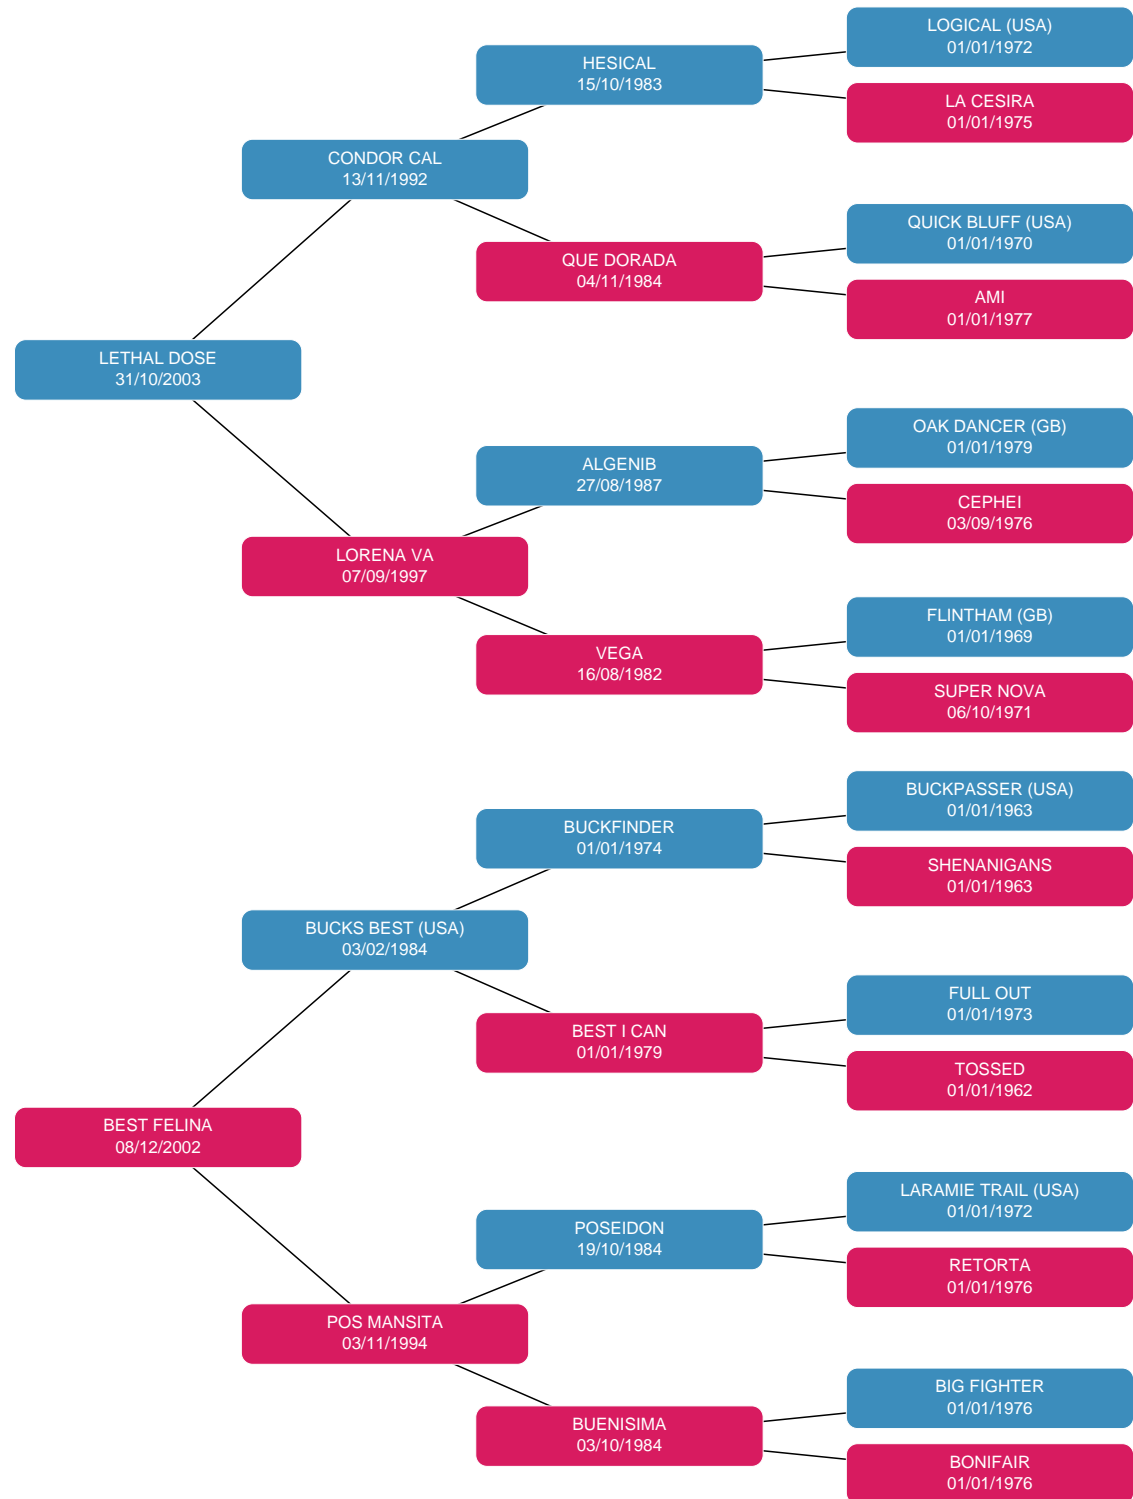 LOGICAL (USA)
01/01/1972
HESICAL
15/10/1983
LA CESIRA
01/01/1975
CONDOR CAL
13/11/1992
QUICK BLUFF (USA)
01/01/1970
QUE DORADA
04/11/1984
AMI
01/01/1977
LETHAL DOSE
31/10/2003
OAK DANCER (GB)
01/01/1979
ALGENIB
27/08/1987
CEPHEI
03/09/1976
LORENA VA
07/09/1997
FLINTHAM (GB)
01/01/1969
VEGA
16/08/1982
SUPER NOVA
06/10/1971
BUCKPASSER (USA)
01/01/1963
BUCKFINDER
01/01/1974
SHENANIGANS
01/01/1963
BUCKS BEST (USA)
03/02/1984
FULL OUT
01/01/1973
BEST I CAN
01/01/1979
TOSSED
01/01/1962
BEST FELINA
08/12/2002
LARAMIE TRAIL (USA)
01/01/1972
POSEIDON
19/10/1984
RETORTA
01/01/1976
POS MANSITA
03/11/1994
BIG FIGHTER
01/01/1976
BUENISIMA
03/10/1984
BONIFAIR
01/01/1976